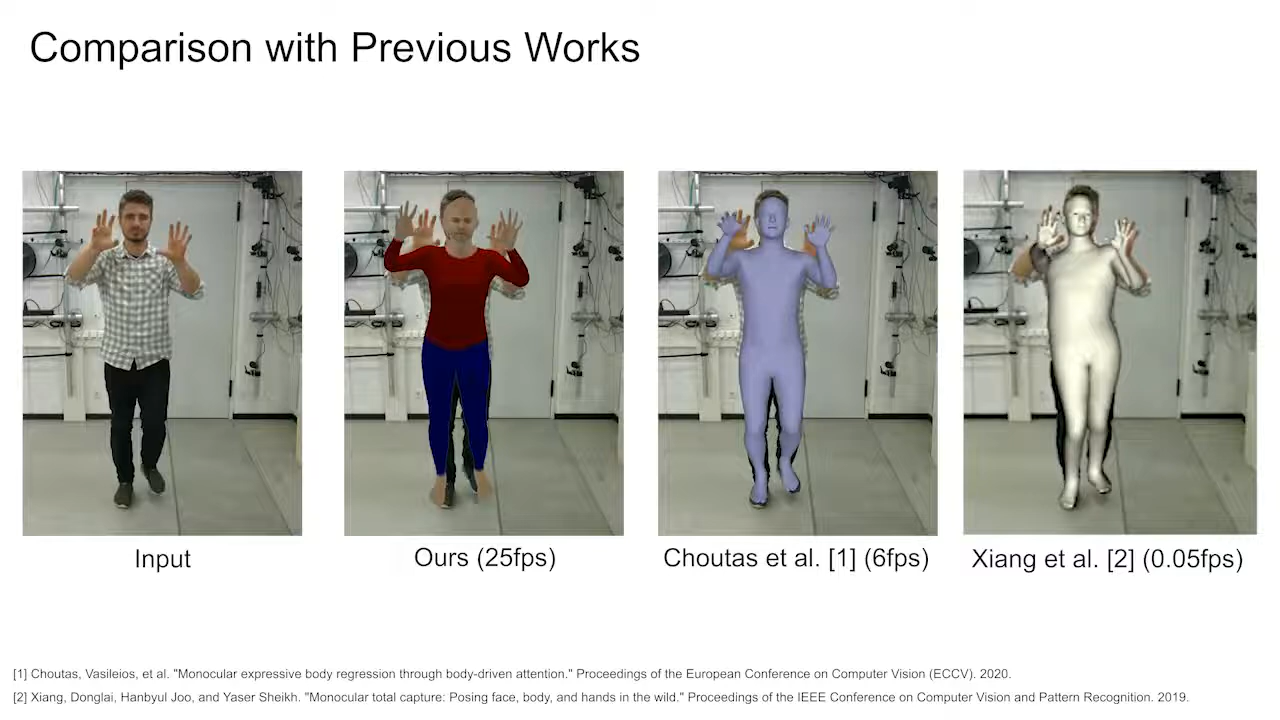 Comparison with Previous Works
Input
Ours (25fps)
Choutas et al. [1] (6fps)
Xiang et al. [2] (0.05fps)
[1] Choutas, Vasileios, et al. "Monocular expressive body regression through body-driven attention." Proceedings of the European Conference on Computer Vision (ECCV). 2020.
[2] Xiang, Donglai, Hanbyul Joo, and Yaser Sheikh. "Monocular total capture: Posing face, body, and hands in the wild." Proceedings of the IEEE Conference on Computer Vision and Pattern Recognition. 2019.